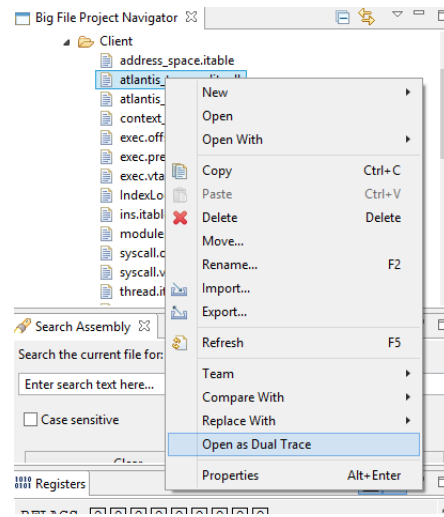 Big File Project Navigator
Client
address_space.itable
atlantis_
atlantis_
context_
exec.off
exec.pre
exec.vta
IndexLo
ins.itabl
module
syscall.
syscall.v
thread.it
New
Open
Open With
Copy Ctrl+C
Paste Ctrl+V
Delete Delete
Move...
Rename... F2
Import...
Export...
Refresh F5
Team
Compare With
Replace With
Open as Dual Trace
Properties Alt+Enter
Search Assembly
Search the current file for:
Enter search text here...
Case sensitive
Registers